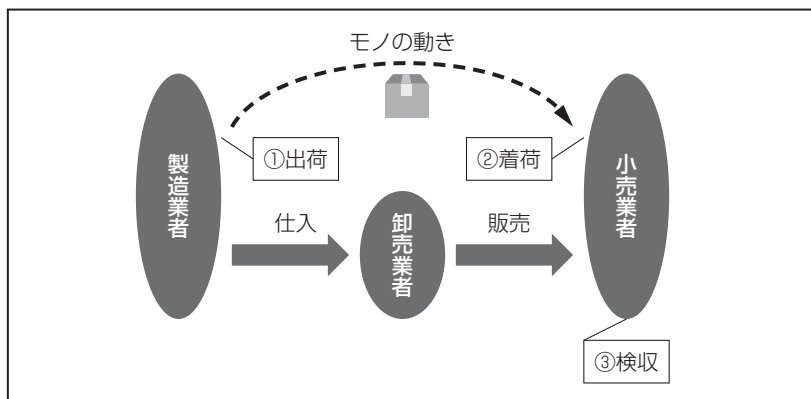 モノの動き
①出荷
②着荷
製造業者
仕入
卸売業者
販売
小売業者
③検収